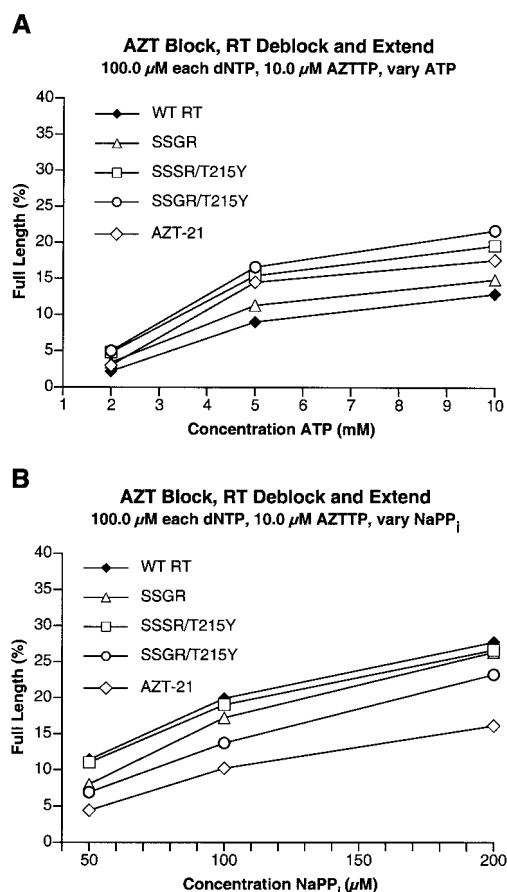 A
AZT Block, RT Deblock and Extend
100.0 µM each dNTP, 10.0 µM AZTTP, vary ATP
40
35
30
25
20
15
10
5
0
Full Length (%)
WT RT
SSGR
SSSR/T215Y
SSGR/T215Y
AZT-21
1 2 3 4 5 6 7 8 9 10
Concentration ATP (mM)
B
AZT Block, RT Deblock and Extend
100.0 µM each dNTP, 10.0 µM AZTTP, vary NaPPi
40
35
30
25
20
15
10
5
0
Full Length (%)
WT RT
SSGR
SSSR/T215Y
SSGR/T215Y
AZT-21
50 100 200
Concentration NaPPi (µM)